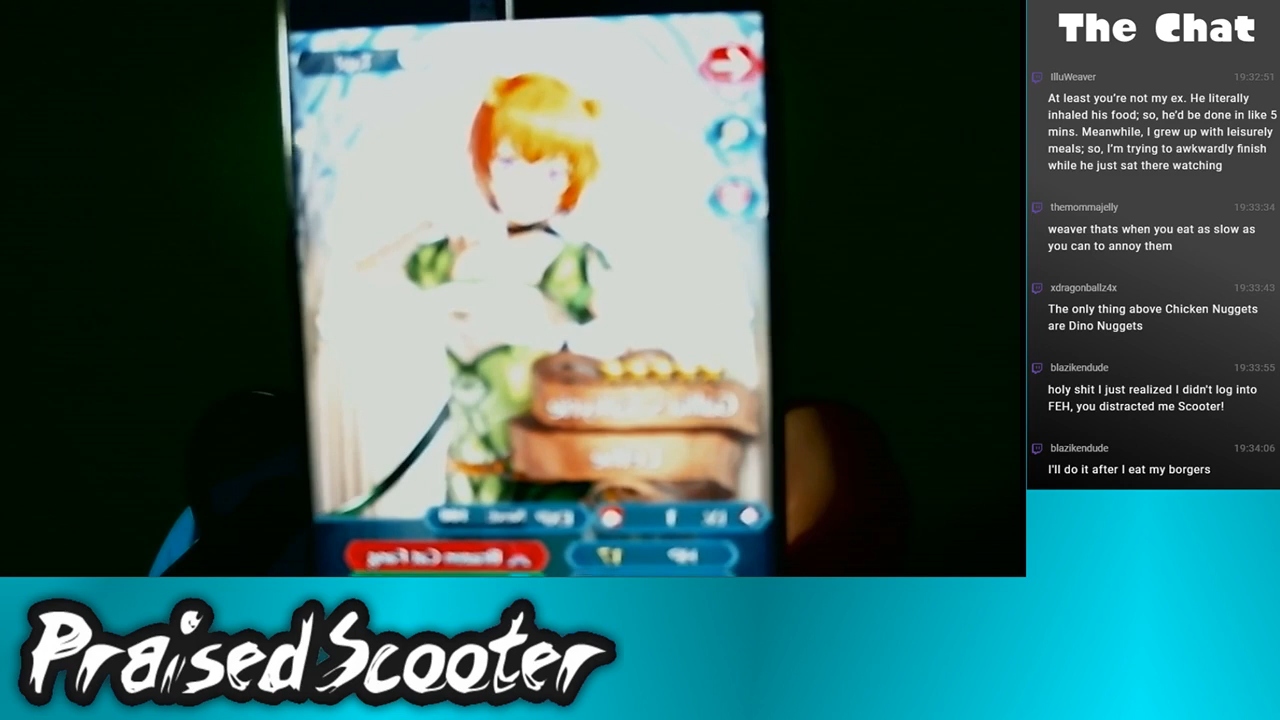 The Chat
IlluWeaver 19:32:51
At least you're not my ex. He literally
inhaled his food; so, he'd be done in like 5
mins. Meanwhile, I grew up with leisurely
meals; so, I'm trying to awkwardly finish
while he just sat there watching
themommajelly 19:33:34
weaver thats when you eat as slow as
you can to annoy them
xdragonballz4x 19:33:43
The only thing above Chicken Nuggets
are Dino Nuggets
blazikendude 19:33:55
holy shit I just realized I didn't log into
FEH, you distracted me Scooter!
blazikendude 19:34:06
I'll do it after I eat my borgers
LV. 1
HP 17
PraisedScooter